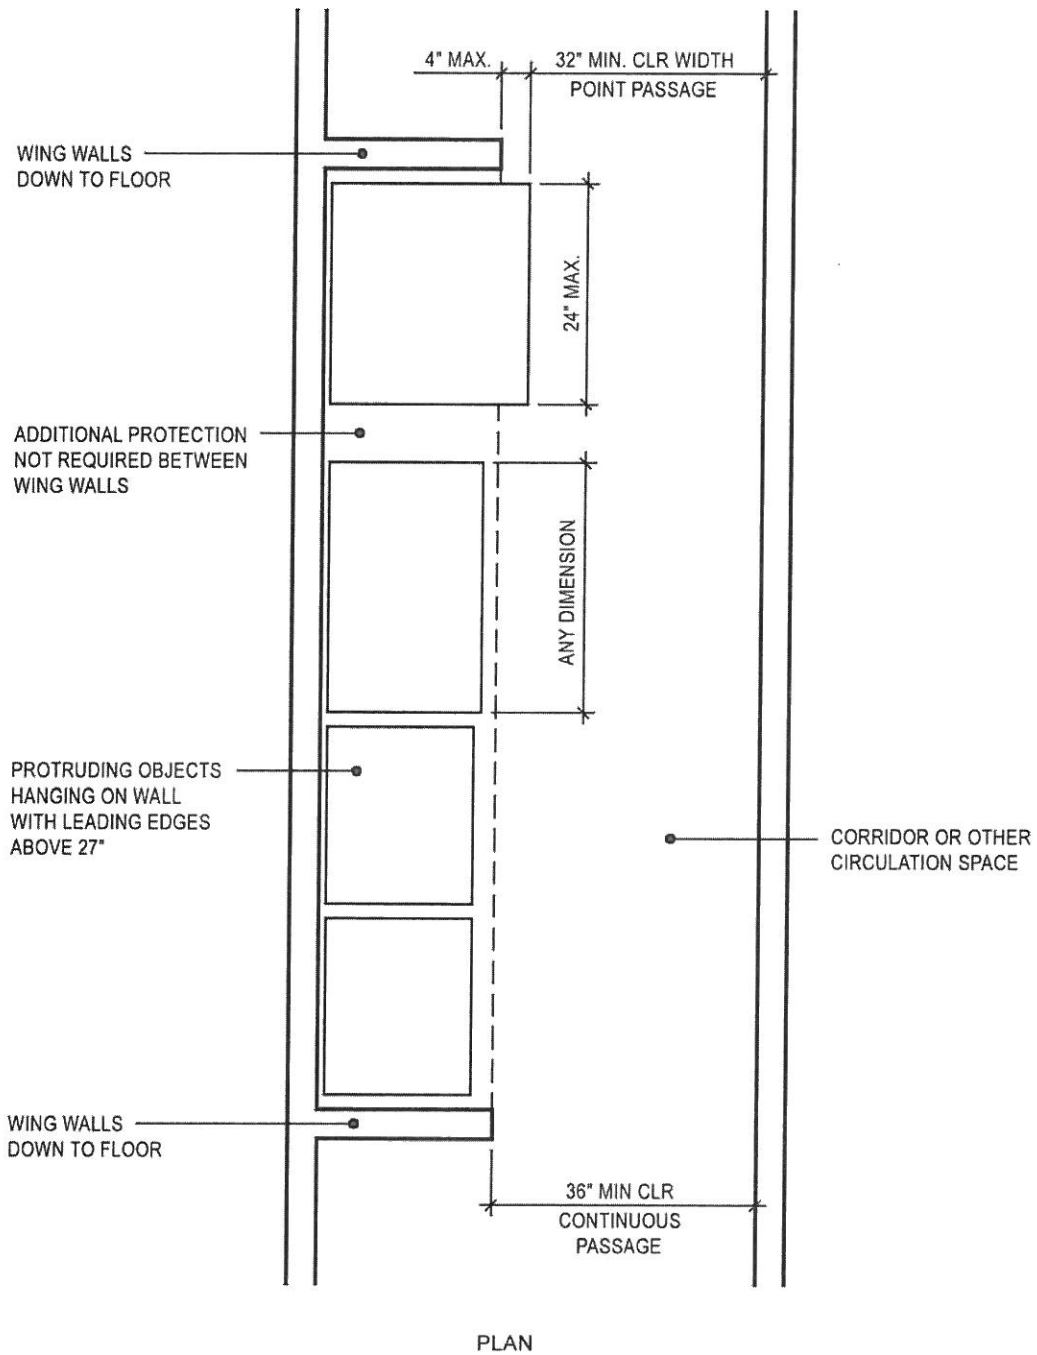 4" MAX.
32" MIN. CLR WIDTH
POINT PASSAGE
WING WALLS
DOWN TO FLOOR
24" MAX.
ADDITIONAL PROTECTION
NOT REQUIRED BETWEEN
WING WALLS
ANY DIMENSION
PROTRUDING OBJECTS
HANGING ON WALL
WITH LEADING EDGES
ABOVE 27"
CORRIDOR OR OTHER
CIRCULATION SPACE
WING WALLS
DOWN TO FLOOR
36" MIN CLR
CONTINUOUS
PASSAGE
PLAN